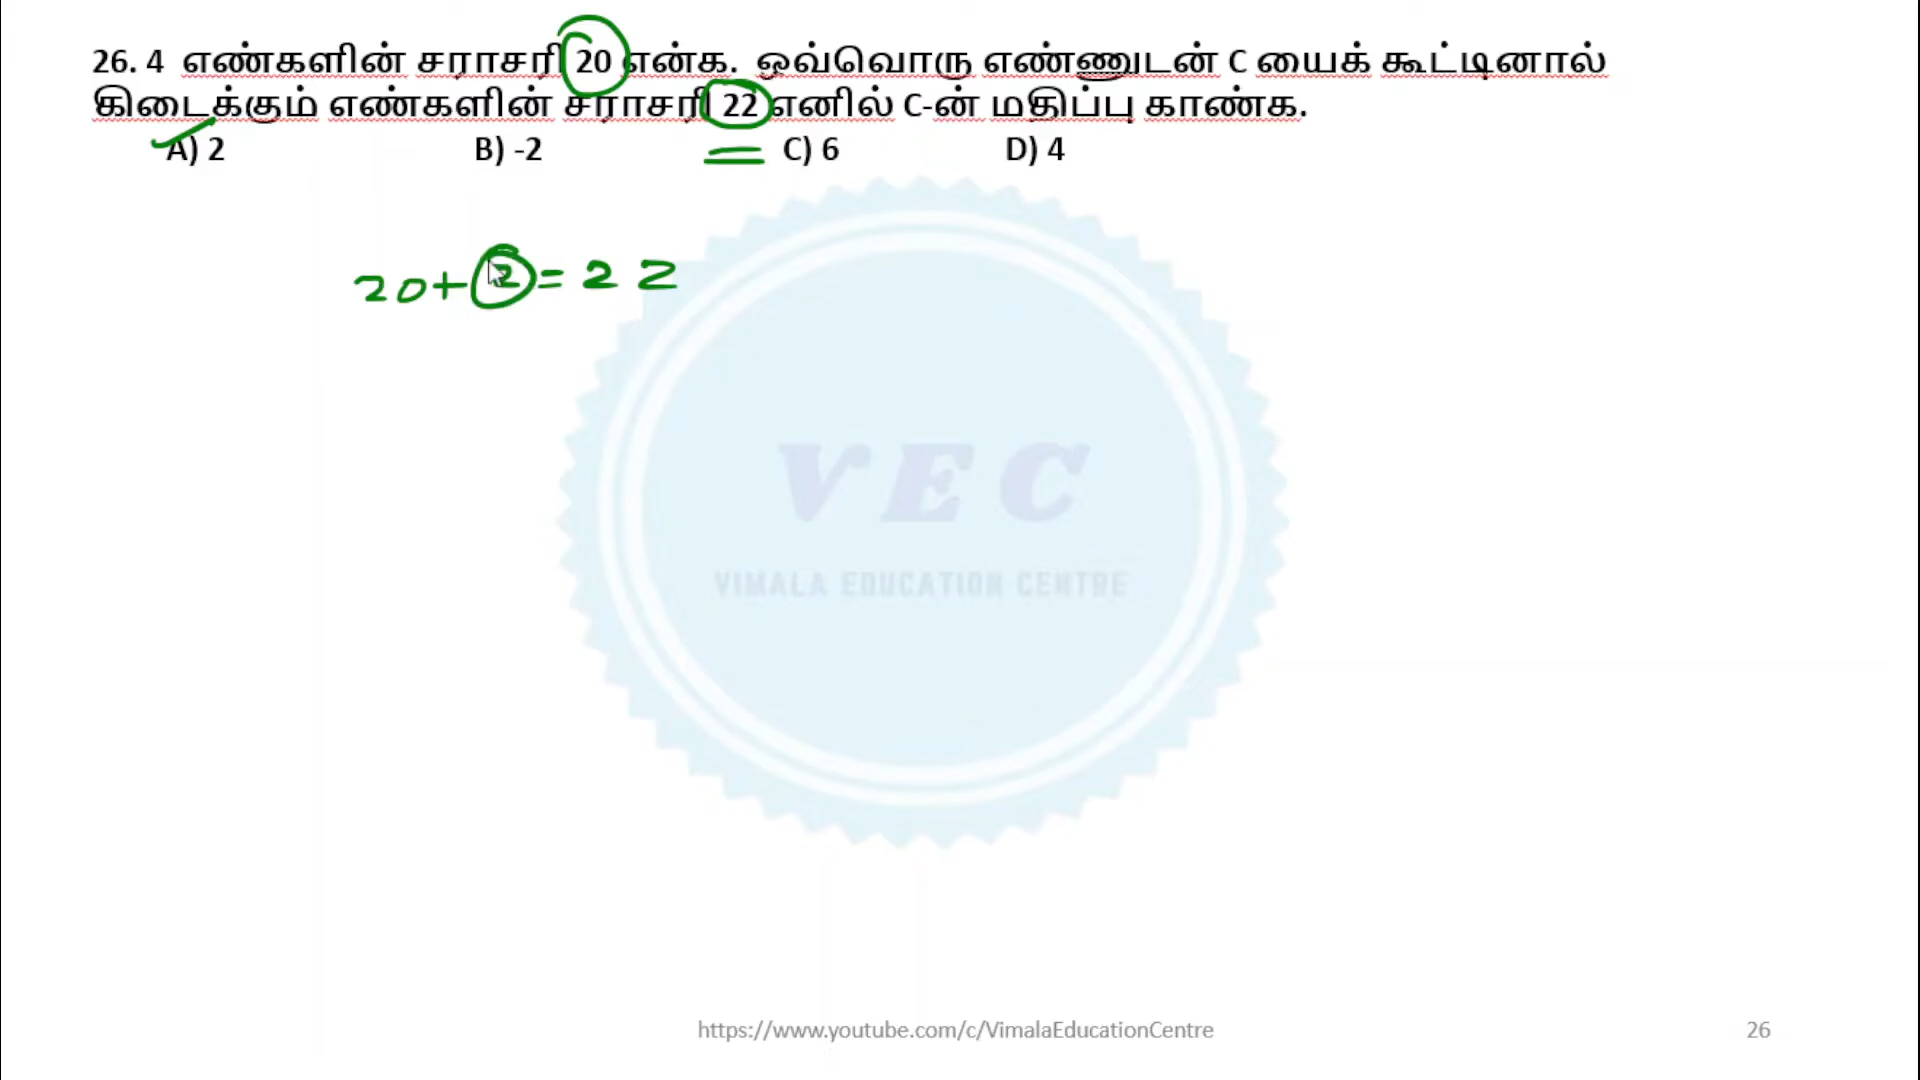 26. 4 எண்களின் சராசரி 20 என்க. ஒவ்வொரு எண்ணுடன் C யைக் கூட்டினால்
கிடைக்கும் எண்களின் சராசரி 22 எனில் C-ன் மதிப்பு காண்க.
A) 2 B) -2 C) 6 D) 4
20+2=22
VEC
VIMALA EDUCATION CENTRE
https://www.youtube.com/c/VimalaEducationCentre 26